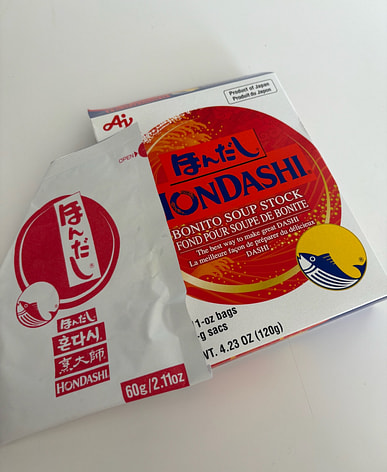 Product of Japan
Produit du Japon
OPEN
ほんだし
HONDASHI
BONITO SOUP STOCK
FOND POUR SOUPE DE BONITE
The best way to make great DASHI
La meilleure façon de préparer du délicieux
DASHI
1-oz bags
-g sacs
WT. 4.23 OZ (120g)
ほんだし
ほんだし
혼다시
烹大師
HONDASHI
60g/2.11oz